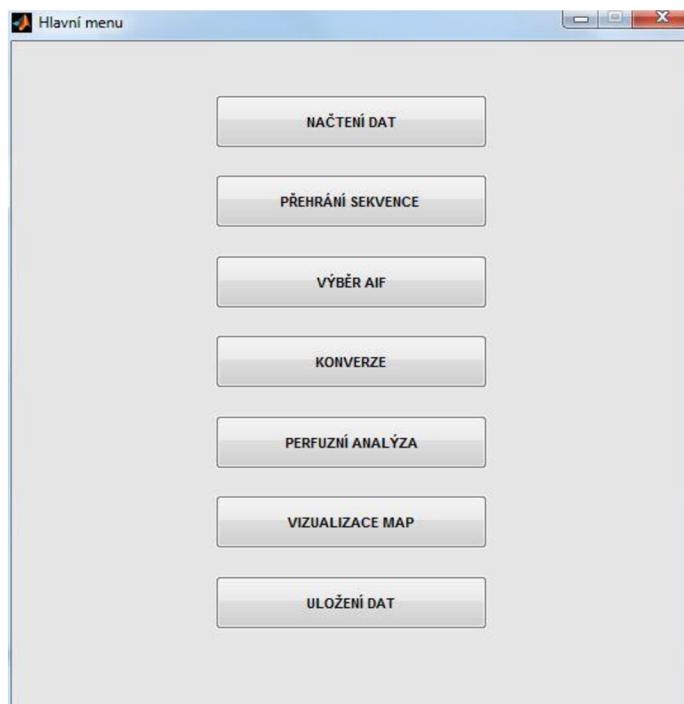 Hlavní menu
NAČTENÍ DAT
PŘEHRÁNÍ SEKVENCE
VÝBĚR AIF
KONVERZE
PERFUZNÍ ANALÝZA
VIZUALIZACE MAP
ULOŽENÍ DAT